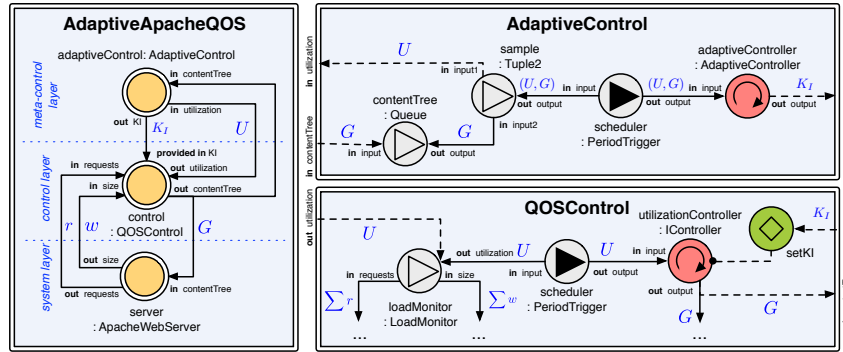 AdaptiveApacheQOS
adaptiveControl: AdaptiveControl
in contentTree
in utilization
out KI
K_I
U
meta-control
layer
provided in KI
in requests
out utilization
in size
out contentTree
control layer
r
w
control
: QOSControl
G
out size
out requests
in contentTree
system layer
server
: ApacheWebServer
AdaptiveControl
in utilization
U
sample
: Tuple2
in input1
(U, G)
in input
out output
in input2
contentTree
: Queue
in contentTree
G
in input
G
out output
scheduler
: PeriodTrigger
(U, G)
in input
out output
adaptiveController
: AdaptiveController
K_I
out output
QOSControl
out utilization
U
out utilization
U
in input
in requests
in size
∑ r
∑ w
loadMonitor
: LoadMonitor
...
...
U
in input
out output
scheduler
: PeriodTrigger
utilizationController
: IController
out output
G
G
...
K_I
setKI